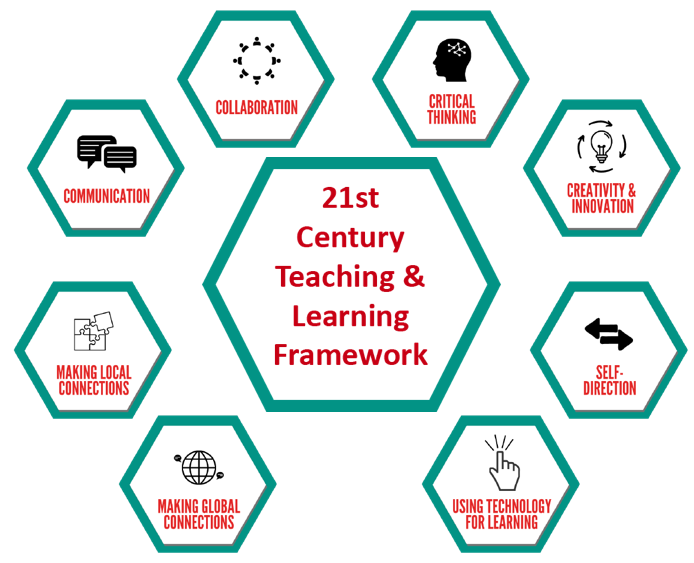 COLLABORATION
CRITICAL
THINKING
COMMUNICATION
CREATIVITY &
INNOVATION
21st
Century
Teaching &
Learning
Framework
MAKING LOCAL
CONNECTIONS
SELF-
DIRECTION
MAKING GLOBAL
CONNECTIONS
USING TECHNOLOGY
FOR LEARNING